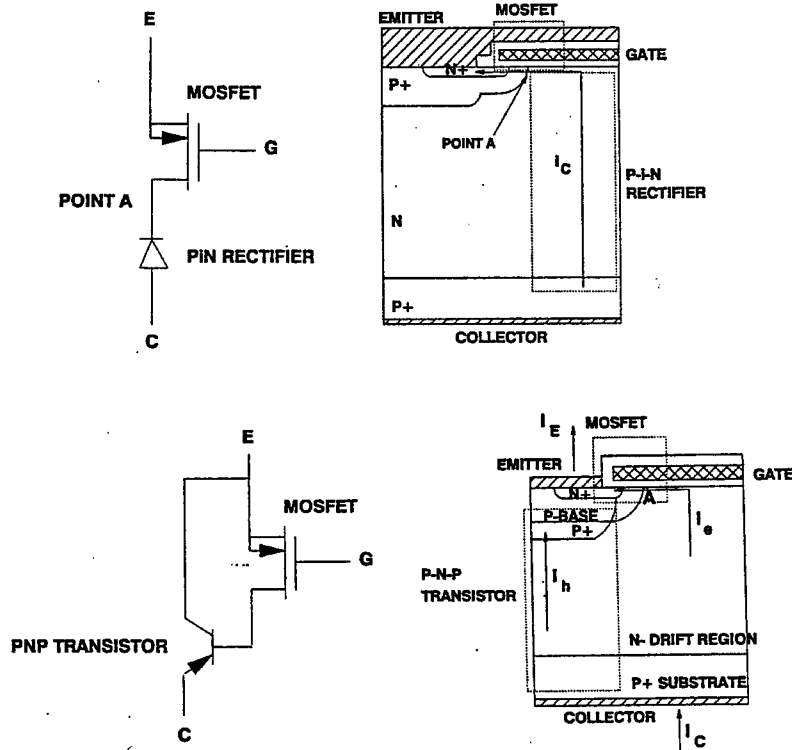 E
MOSFET
G
POINT A
PiN RECTIFIER
C
MOSFET
EMITTER
GATE
N+
P+
POINT A
I C
P-i-N
RECTIFIER
N
P+
COLLECTOR
E
MOSFET
G
PNP TRANSISTOR
C
I E
MOSFET
EMITTER
GATE
N+
A
P-BASE
P+
I e
I h
P-N-P
TRANSISTOR
N- DRIFT REGION
P+ SUBSTRATE
COLLECTOR
I C